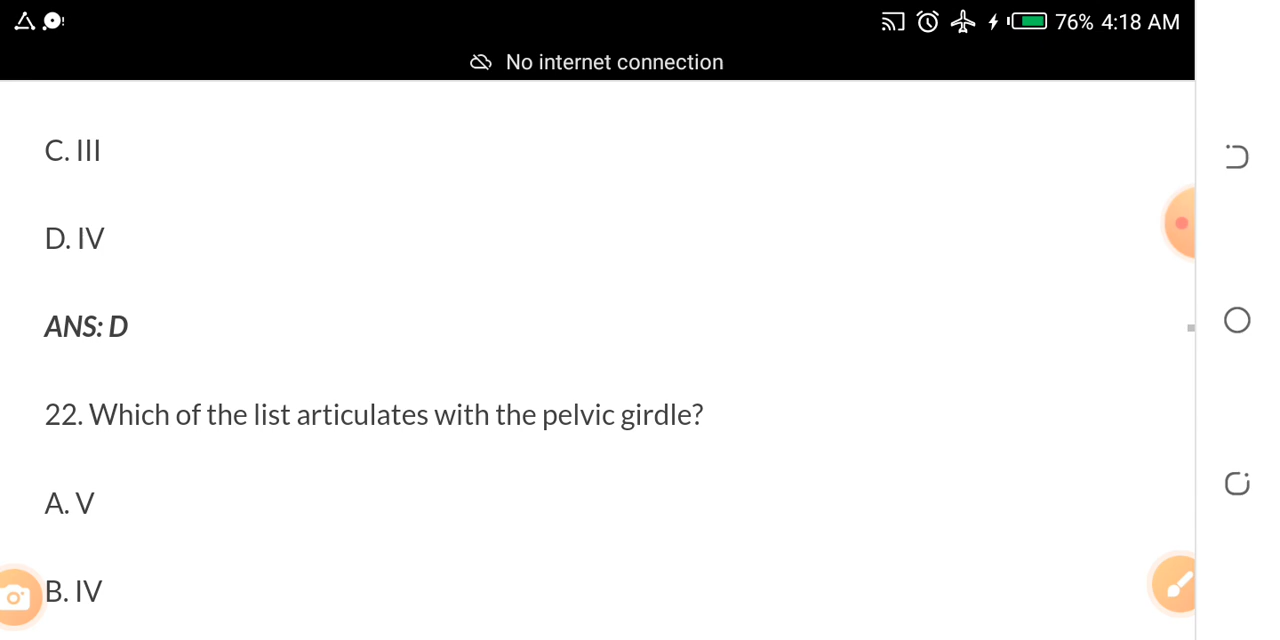 76% 4:18 AM
No internet connection
C. III
D. IV
ANS: D
22. Which of the list articulates with the pelvic girdle?
A. V
B. IV